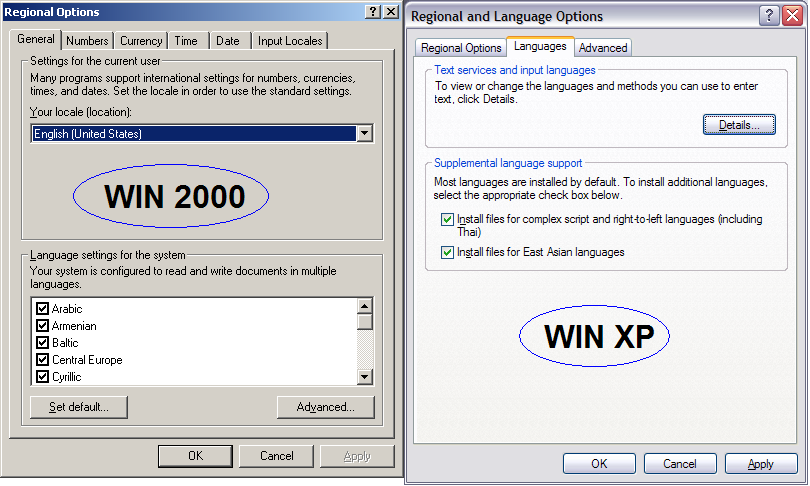 Regional Options
General
Numbers
Currency
Time
Date
Input Locales
Settings for the current user
Many programs support international settings for numbers, currencies,
times, and dates. Set the locale in order to use the standard settings.
Your locale (location):
English (United States)
WIN 2000
Language settings for the system
Your system is configured to read and write documents in multiple
languages.
Arabic
Armenian
Baltic
Central Europe
Cyrillic
Set default...
Advanced...
OK
Cancel
Apply
Regional and Language Options
Regional Options
Languages
Advanced
Text services and input languages
To view or change the languages and methods you can use to enter
text, click Details.
Details...
Supplemental language support
Most languages are installed by default. To install additional languages,
select the appropriate check box below.
Install files for complex script and right-to-left languages (including
Thai)
Install files for East Asian languages
WIN XP
OK
Cancel
Apply